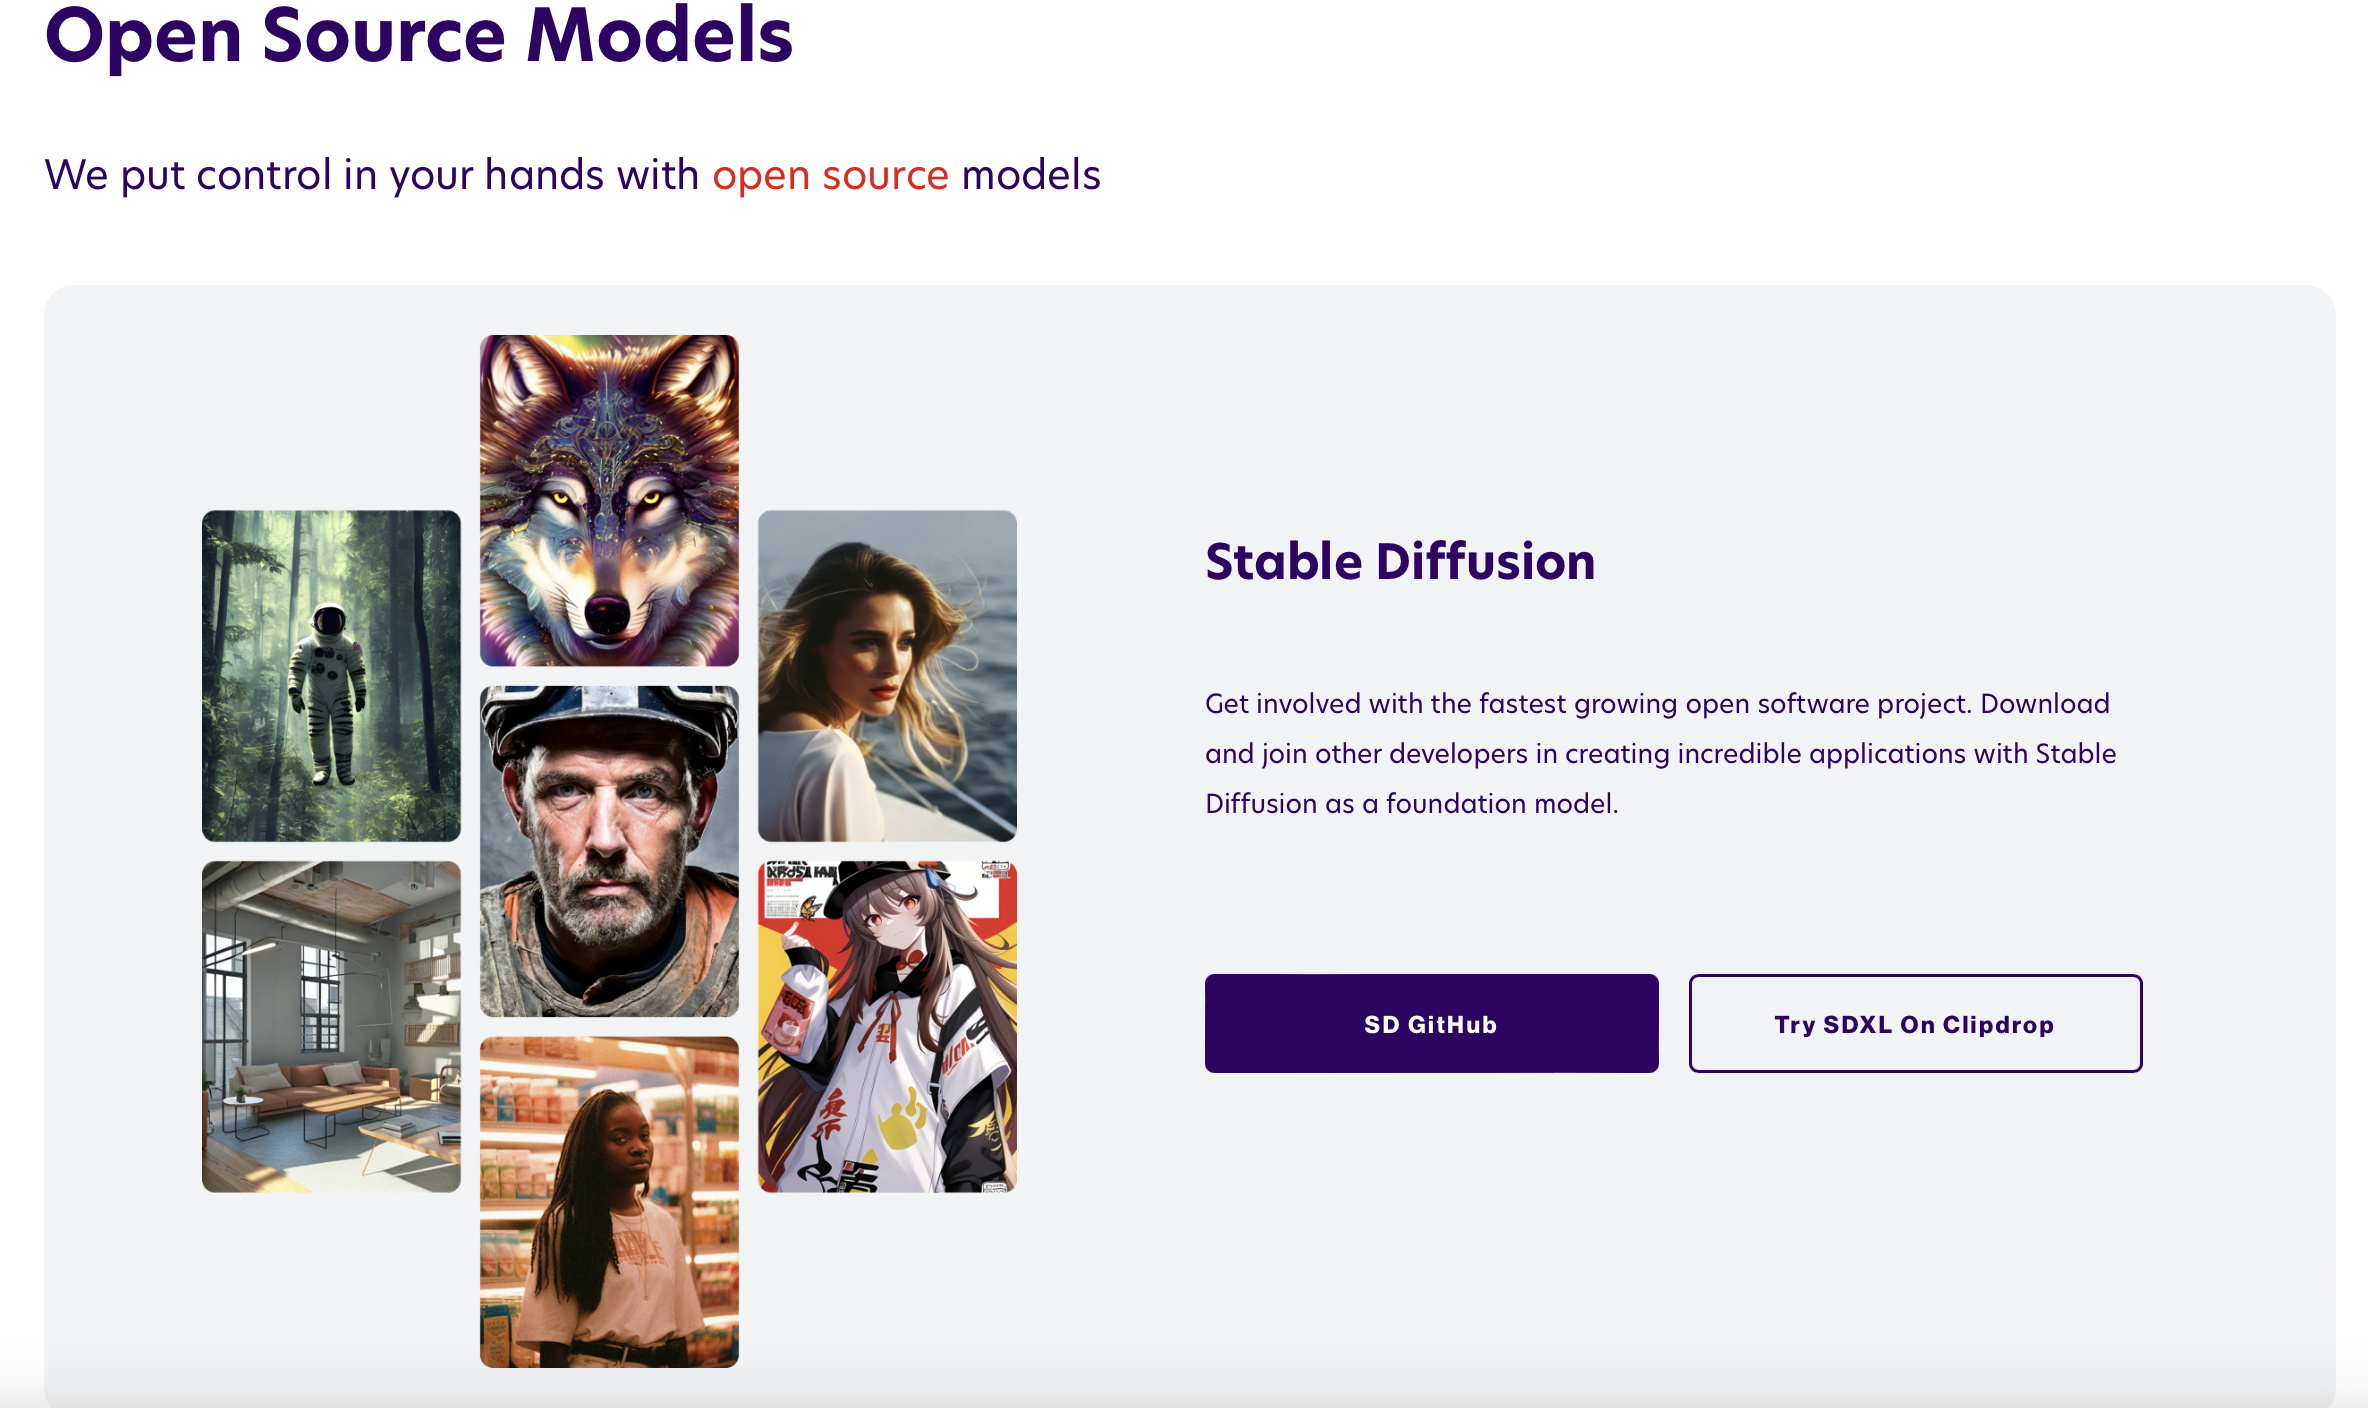 Open Source Models
We put control in your hands with open source models
Stable Diffusion
Get involved with the fastest growing open software project. Download
and join other developers in creating incredible applications with Stable
Diffusion as a foundation model.
SD GitHub
Try SDXL On Clipdrop